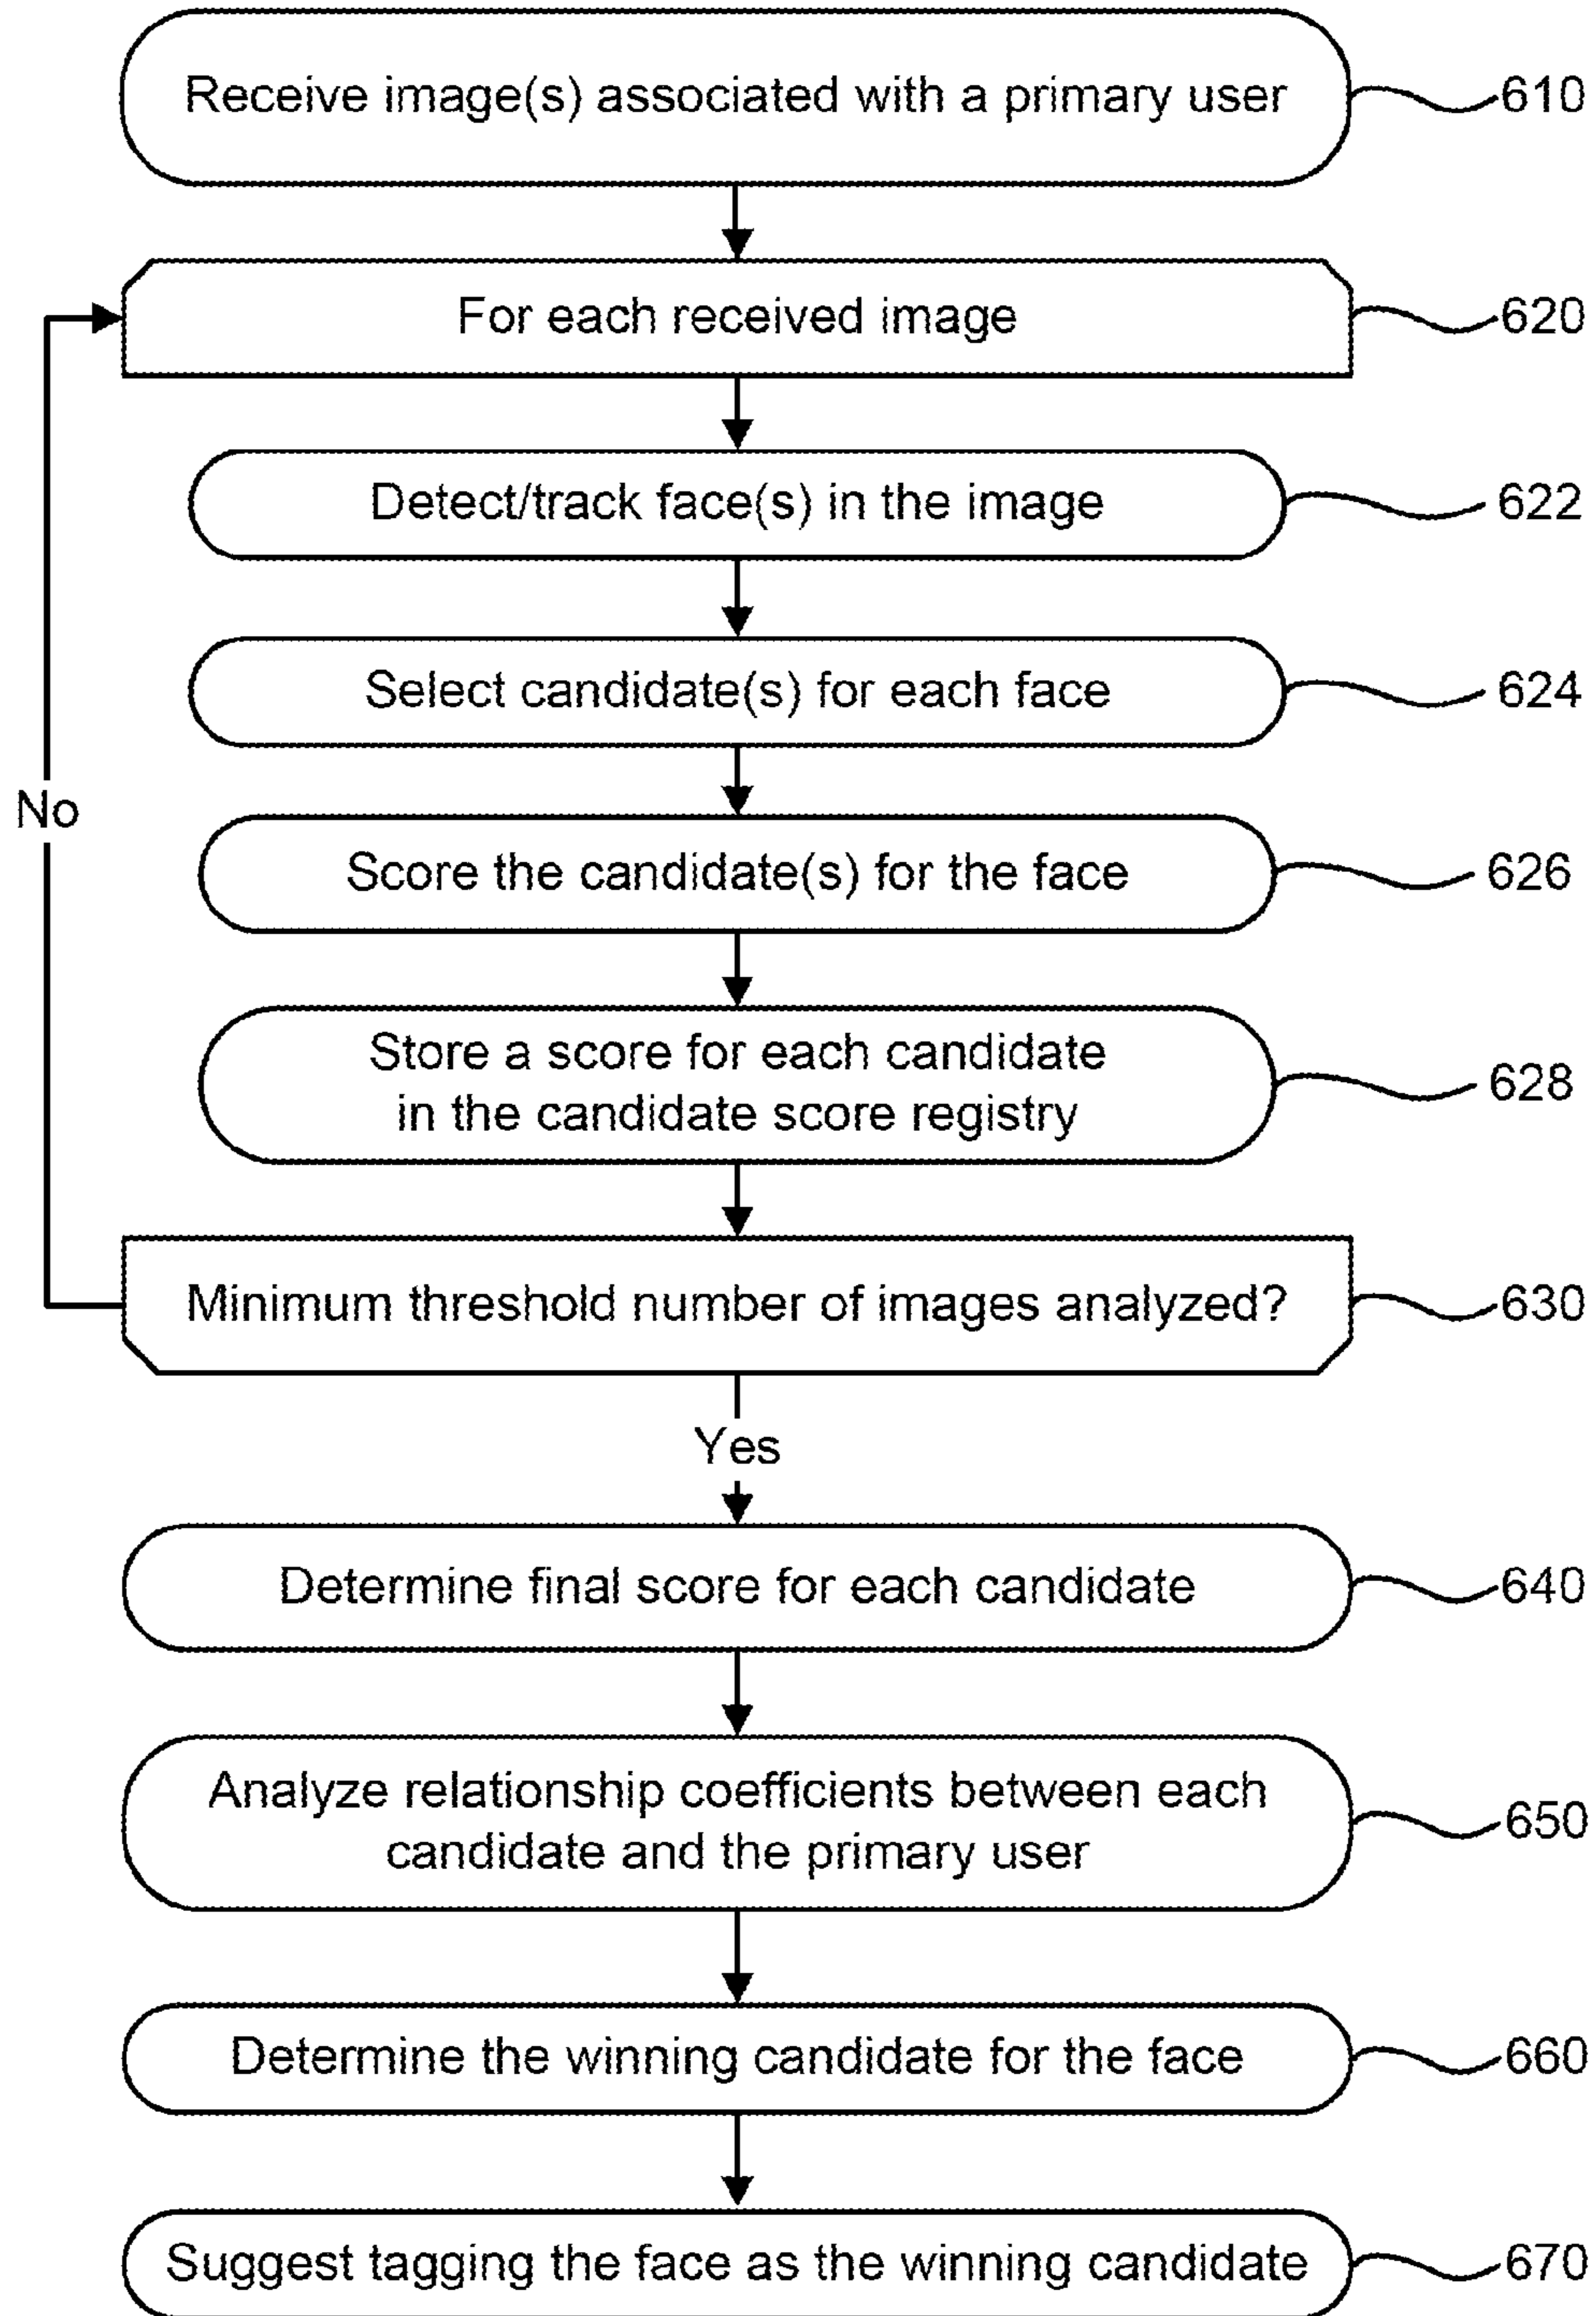 Receive image(s) associated with a primary user
610
For each received image
620
Detect/track face(s) in the image
622
Select candidate(s) for each face
624
No
Score the candidate(s) for the face
626
Store a score for each candidate
in the candidate score registry
628
Minimum threshold number of images analyzed?
630
Yes
Determine final score for each candidate
640
Analyze relationship coefficients between each
candidate and the primary user
650
Determine the winning candidate for the face
660
Suggest tagging the face as the winning candidate
670